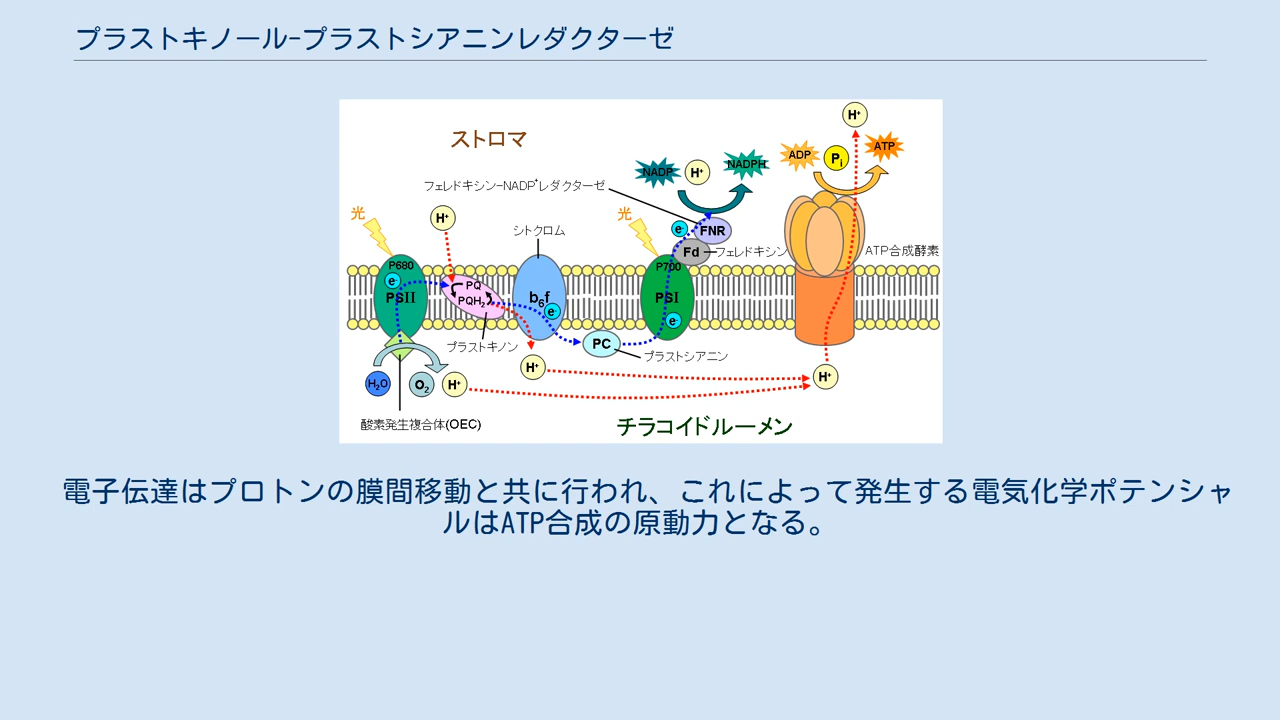 プラストキノール-プラストシアニンレダクターゼ
H⁺
ストロマ
ADP
Pi
ATP
NADP
H⁺
NADPH
フェレドキシン-NADP⁺レダクターゼ
光
H⁺
光
シトクロム
e⁻
FNR
Fd
フェレドキシン
ATP合成酵素
P680
P700
e⁻
PSII
PQ
PQH₂
b₆f
e⁻
PSI
e⁻
プラストキノン
PC
プラストシアニン
H₂O
O₂
H⁺
H⁺
H⁺
酸素発生複合体(OEC)
チラコイドルーメン
電子伝達はプロトンの膜間移動と共に行われ、これによって発生する電気化学ポテンシャ
ルはATP合成の原動力となる。